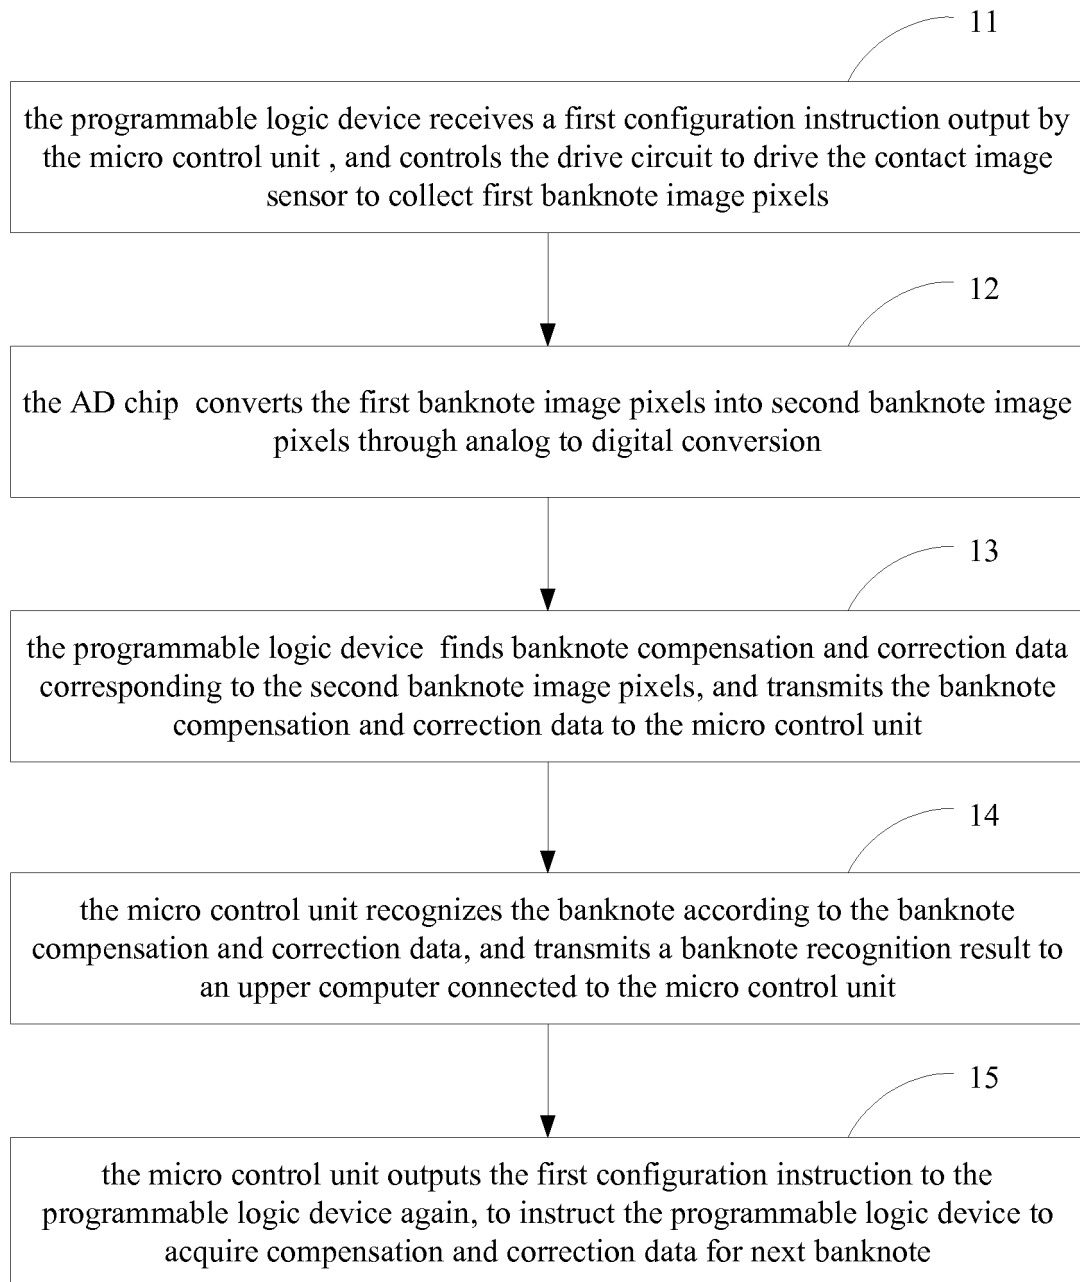 11
the programmable logic device receives a first configuration instruction output by
the micro control unit , and controls the drive circuit to drive the contact image
sensor to collect first banknote image pixels
12
the AD chip  converts the first banknote image pixels into second banknote image
pixels through analog to digital conversion
13
the programmable logic device  finds banknote compensation and correction data
corresponding to the second banknote image pixels, and transmits the banknote
compensation and correction data to the micro control unit
14
the micro control unit recognizes the banknote according to the banknote
compensation and correction data, and transmits a banknote recognition result to
an upper computer connected to the micro control unit
15
the micro control unit outputs the first configuration instruction to the
programmable logic device again, to instruct the programmable logic device to
acquire compensation and correction data for next banknote